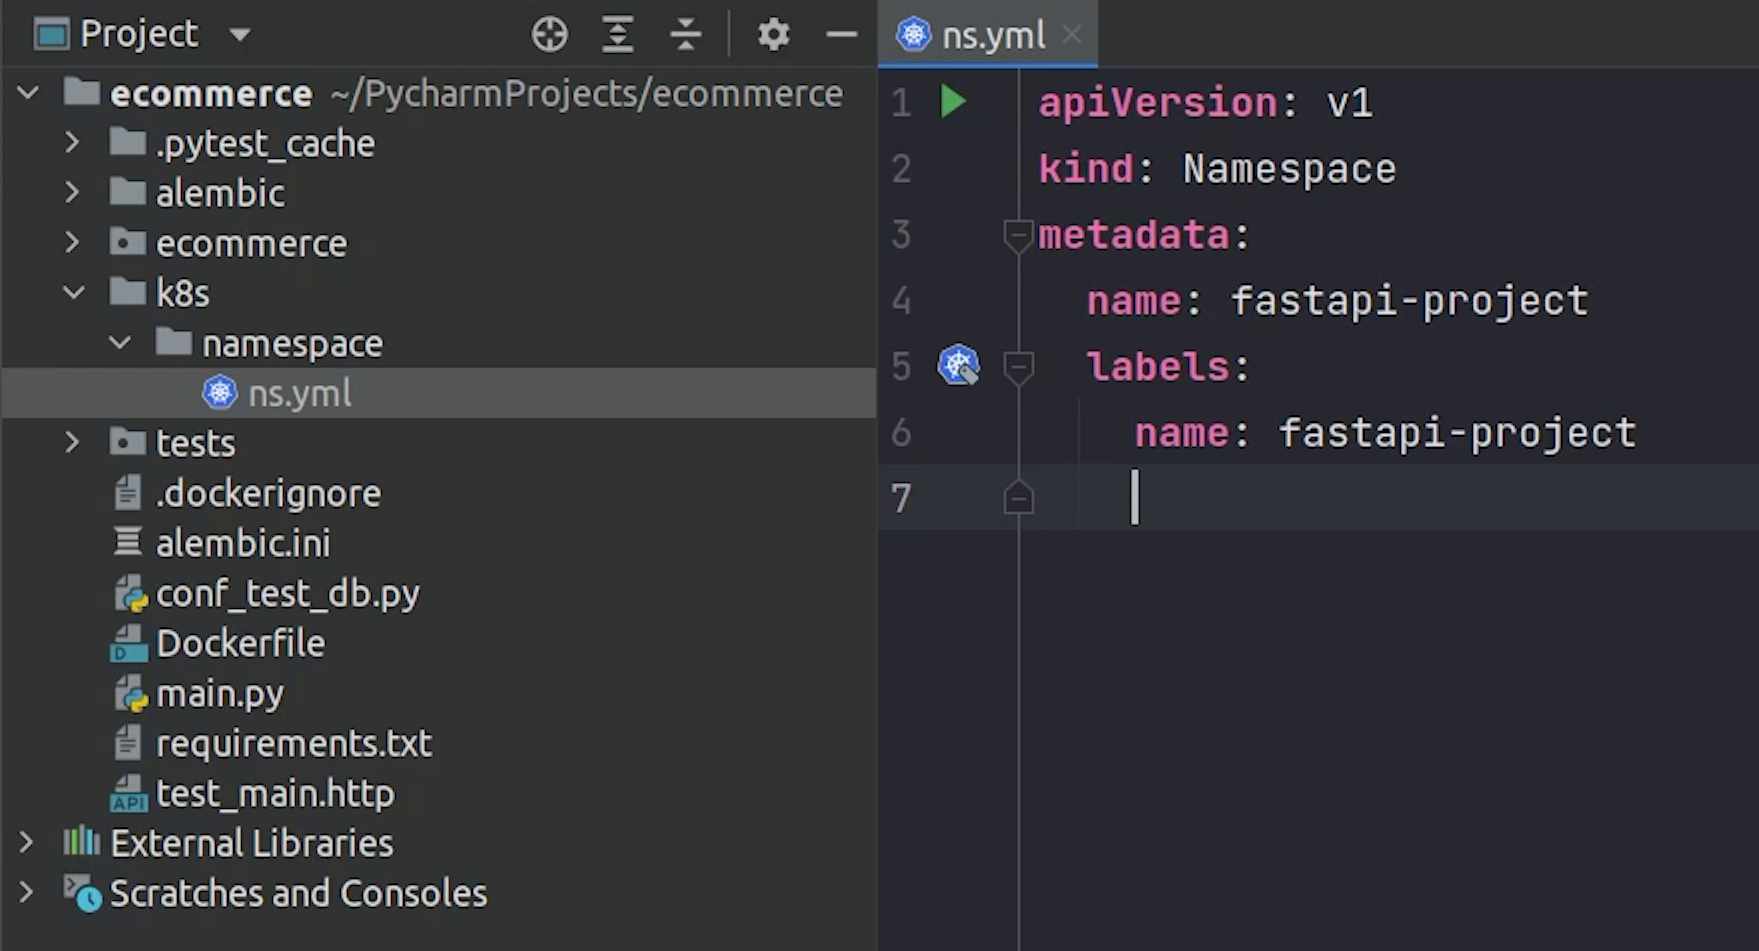 Project
ecommerce ~/PycharmProjects/ecommerce
.pytest_cache
alembic
ecommerce
k8s
namespace
ns.yml
tests
.dockerignore
alembic.ini
conf_test_db.py
Dockerfile
D
main.py
requirements.txt
test_main.http
API
External Libraries
Scratches and Consoles
ns.yml
1 apiVersion: v1
2 kind: Namespace
3 metadata:
4   name: fastapi-project
5   labels:
6     name: fastapi-project
7